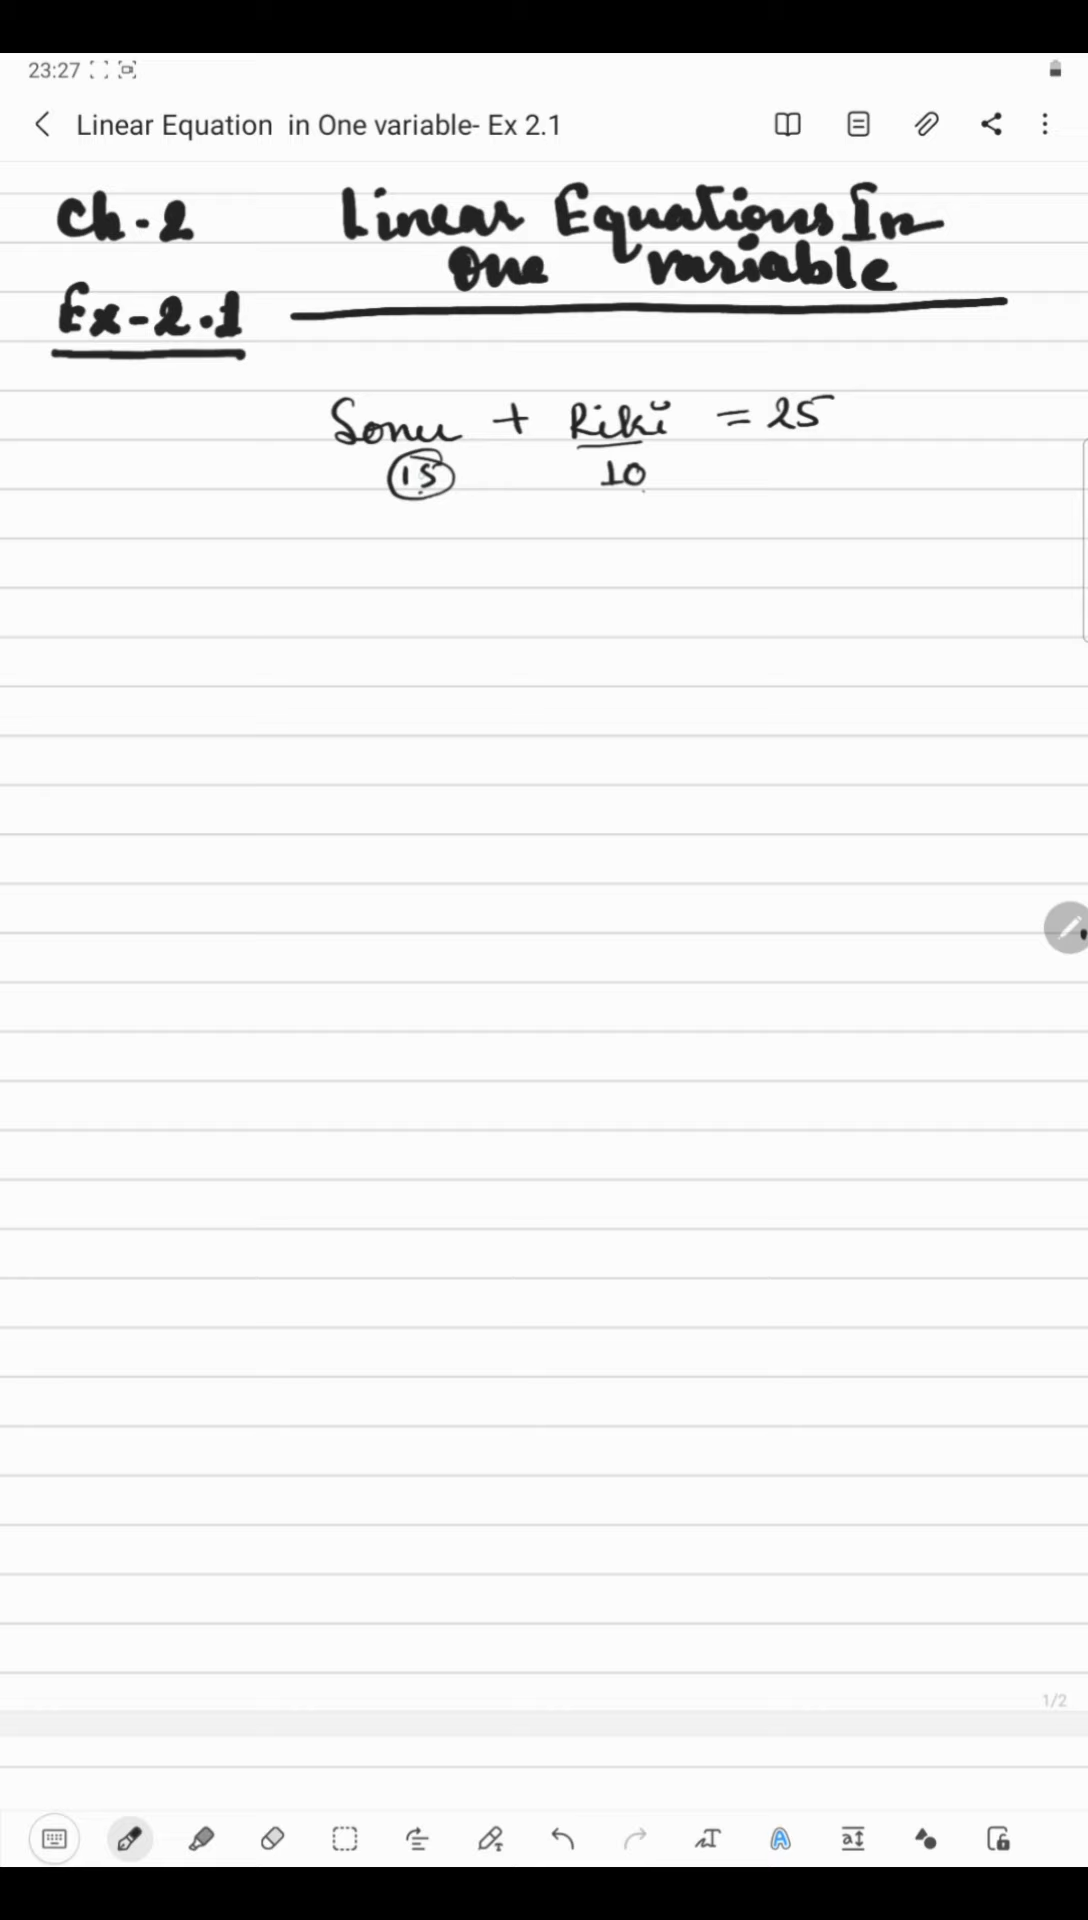 23:27
Linear Equation in One variable- Ex 2.1
Ch-2 Linear Equations In
One variable
Ex-2.1
Sonu + Riki = 25
15 10
1/2